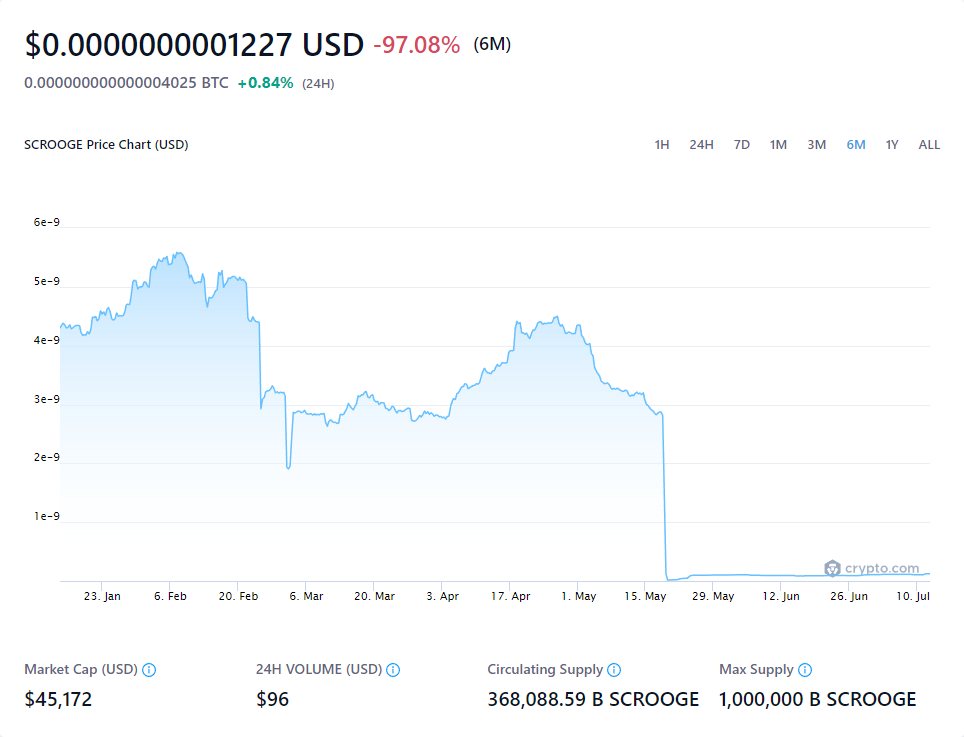 $0.0000000001227 USD -97.08% (6M)
0.000000000000004025 BTC +0.84% (24H)
SCROOGE Price Chart (USD) 1H 24H 7D 1M 3M 6M 1Y ALL
6e-9
5e-9
4e-9
3e-9
2e-9
1e-9
crypto.com
23. Jan 6. Feb 20. Feb 6. Mar 20. Mar 3. Apr 17. Apr 1. May 15. May 29. May 12. Jun 26. Jun 10. Jul
Market Cap (USD) 24H VOLUME (USD) Circulating Supply Max Supply
$45,172 $96 368,088.59 B SCROOGE 1,000,000 B SCROOGE